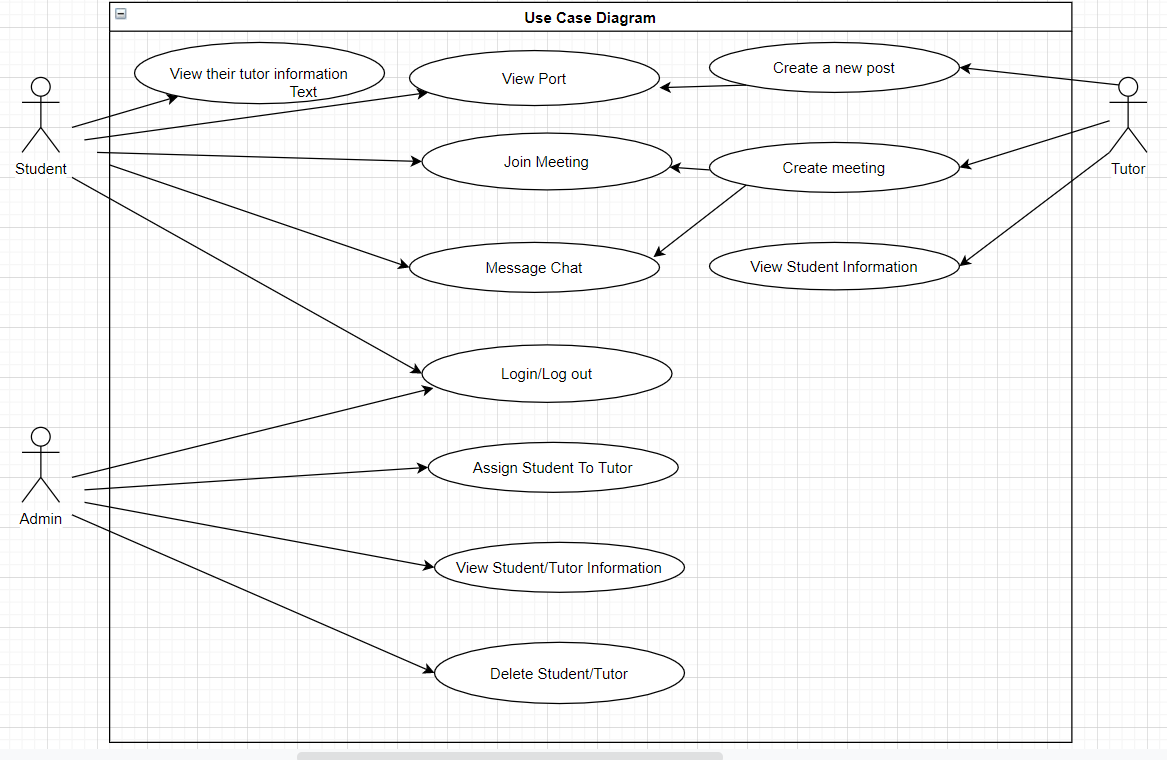 Use Case Diagram
View their tutor information
Text
View Port
Create a new post
Student
Join Meeting
Create meeting
Tutor
Message Chat
View Student Information
Login/Log out
Admin
Assign Student To Tutor
View Student/Tutor Information
Delete Student/Tutor